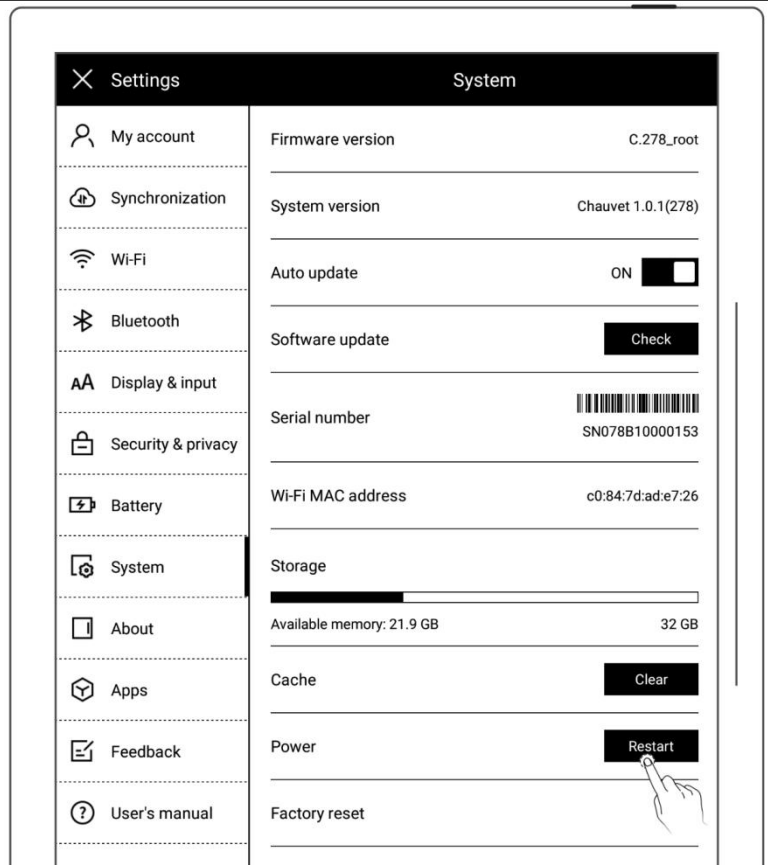 Settings
System
My account
Synchronization
Wi-Fi
Bluetooth
AA Display & input
Security & privacy
Battery
System
About
Apps
Feedback
User's manual
Firmware version C.278_root
System version Chauvet 1.0.1(278)
Auto update ON
Software update Check
Serial number
SN078B10000153
Wi-Fi MAC address c0:84:7d:ad:e7:26
Storage
Available memory: 21.9 GB 32 GB
Cache Clear
Power Restart
Factory reset